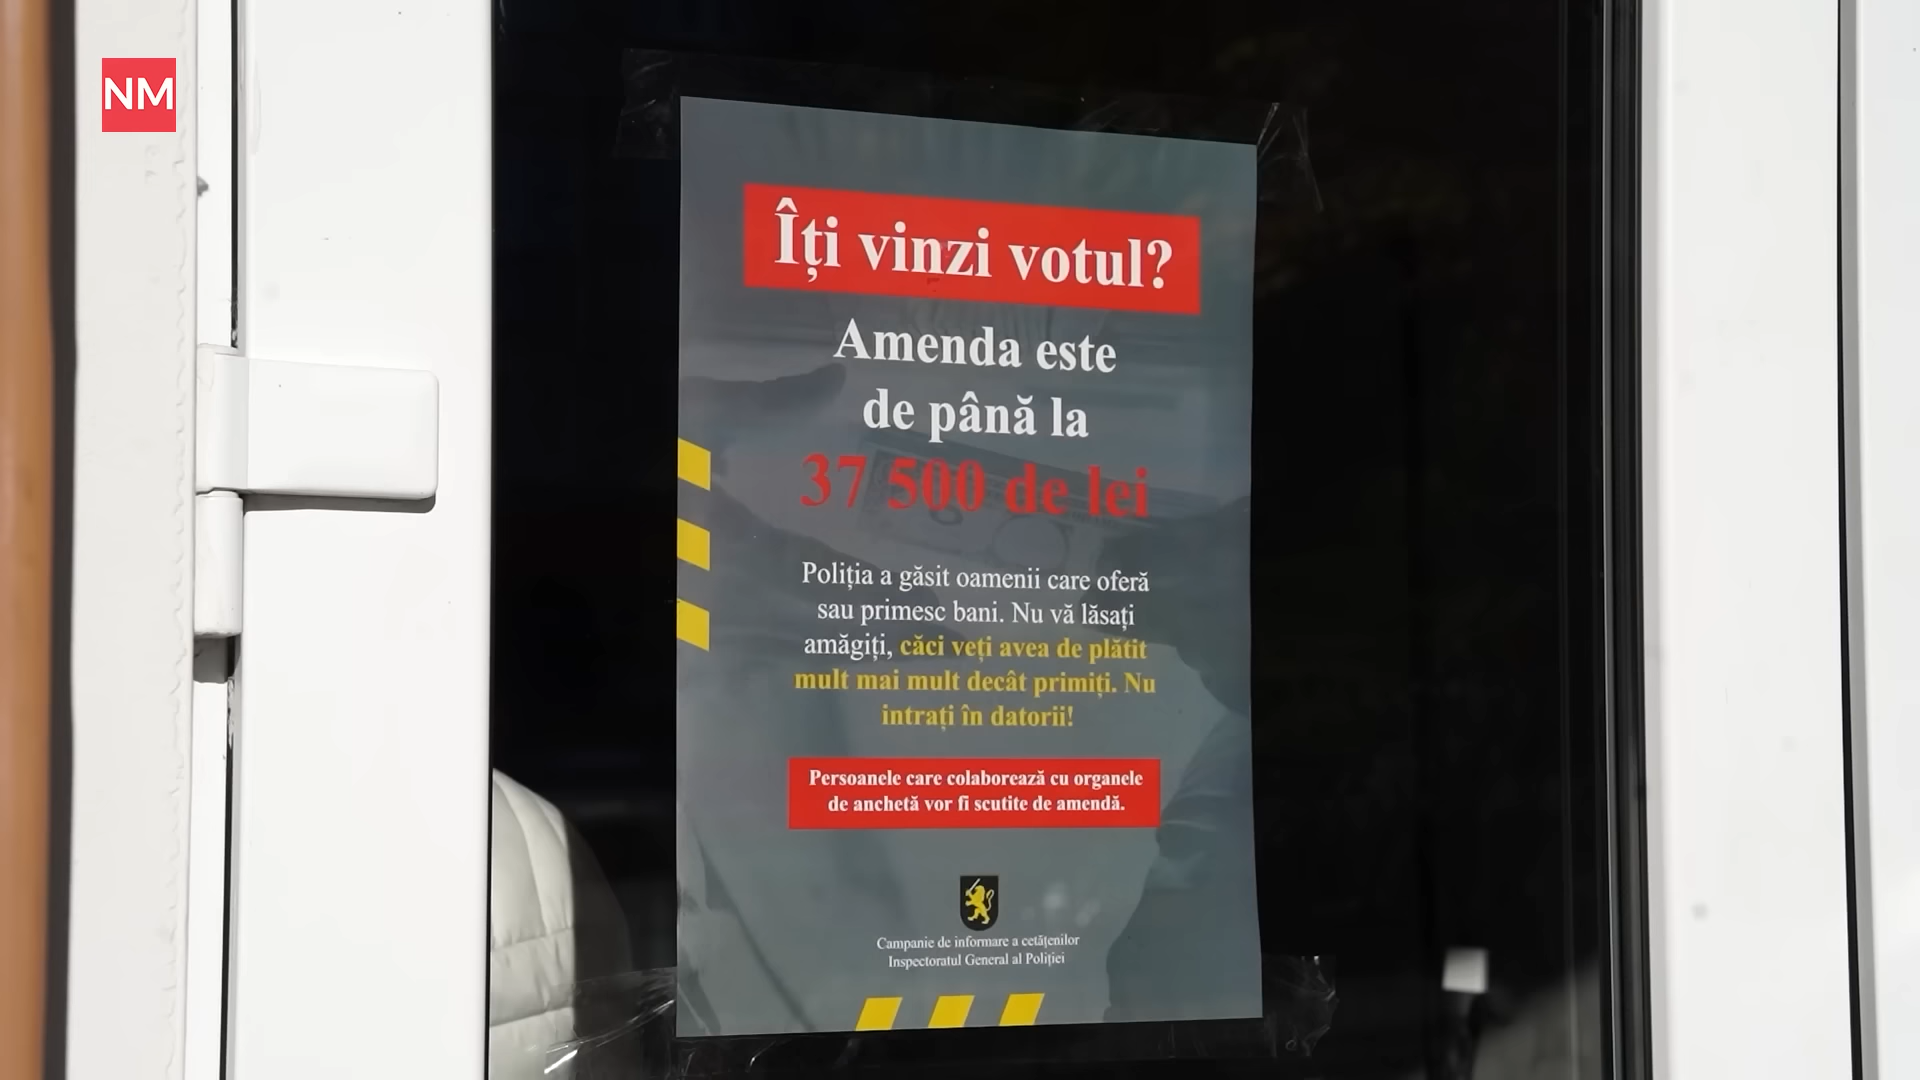 NM
Îți vinzi votul?
Amenda este
de până la
37 500 de lei
Poliția a găsit oamenii care oferă
sau primesc bani. Nu vă lăsați
amăgiți, căci veți avea de plătit
mult mai mult decât primiți. Nu
intrați în datorii!
Persoanele care colaborează cu organele
de anchetă vor fi scutite de amendă.
Campanie de informare a cetățenilor
Inspectoratul General al Poliției